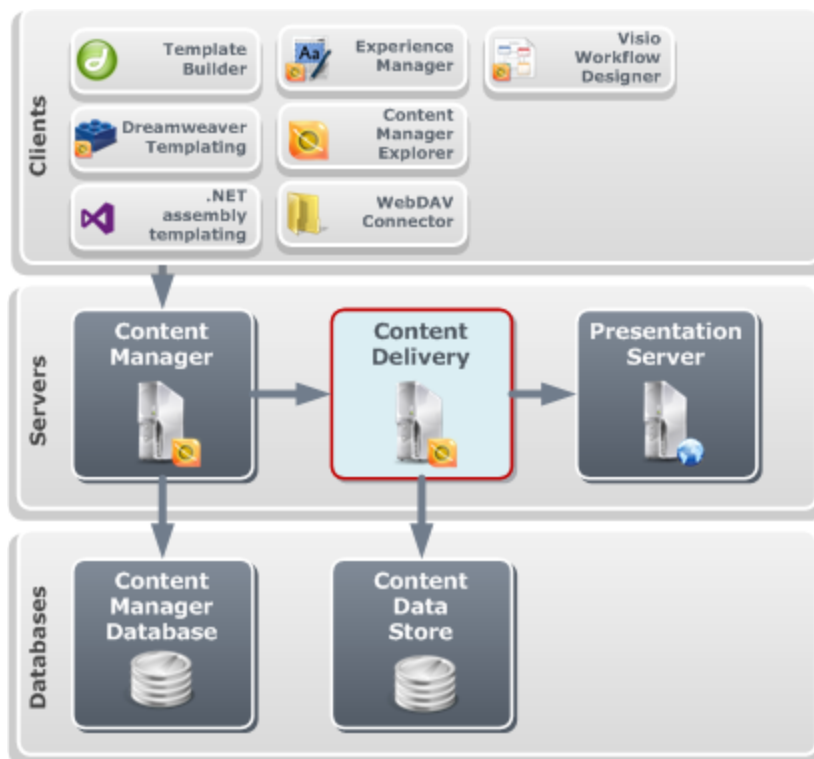 Clients
Template
Builder
Experience
Manager
Visio
Workflow
Designer
Dreamweaver
Templating
Content
Manager
Explorer
.NET
assembly
templating
WebDAV
Connector
Servers
Content
Manager
Content
Delivery
Presentation
Server
Databases
Content
Manager
Database
Content
Data
Store